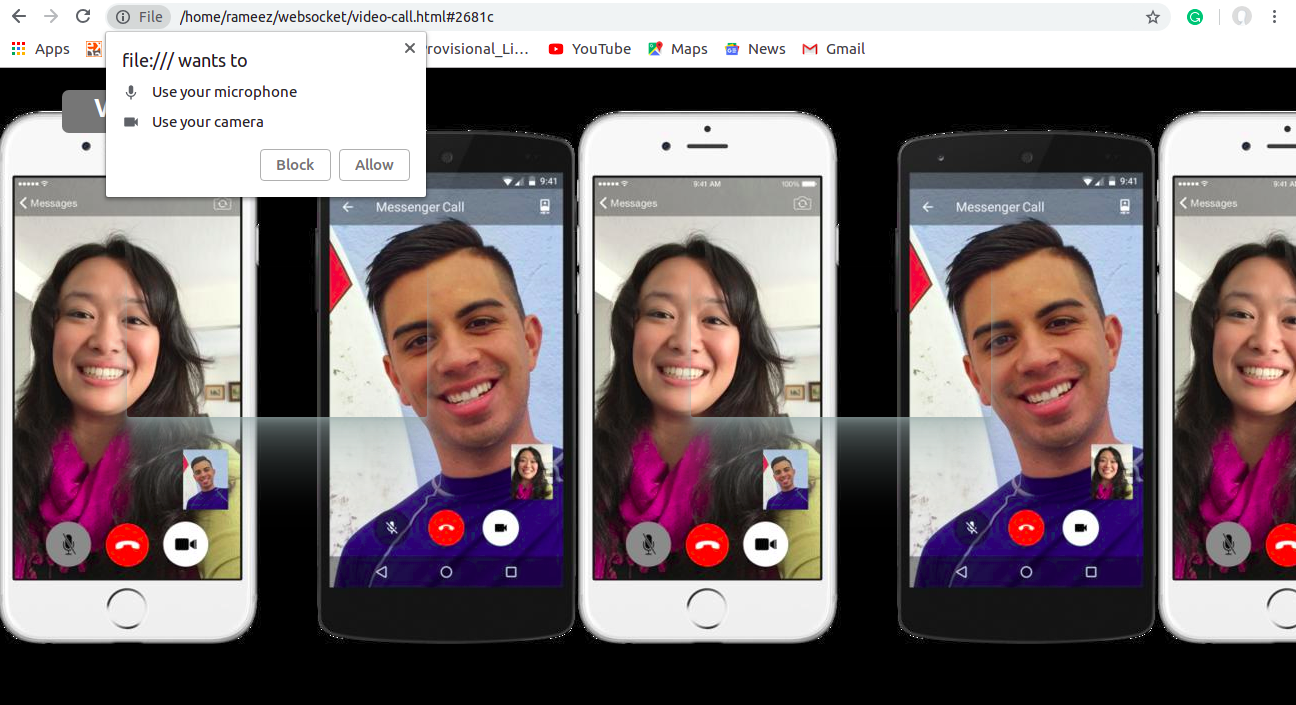 File /home/rameez/websocket/video-call.html#2681c
Apps rovisional_Li... YouTube Maps News Gmail
file:/// wants to
Use your microphone
Use your camera
Block Allow
9:41 9:41 AM 100% 9:41 9:41 A
Messages Messenger Call Messages Messenger Call Messages